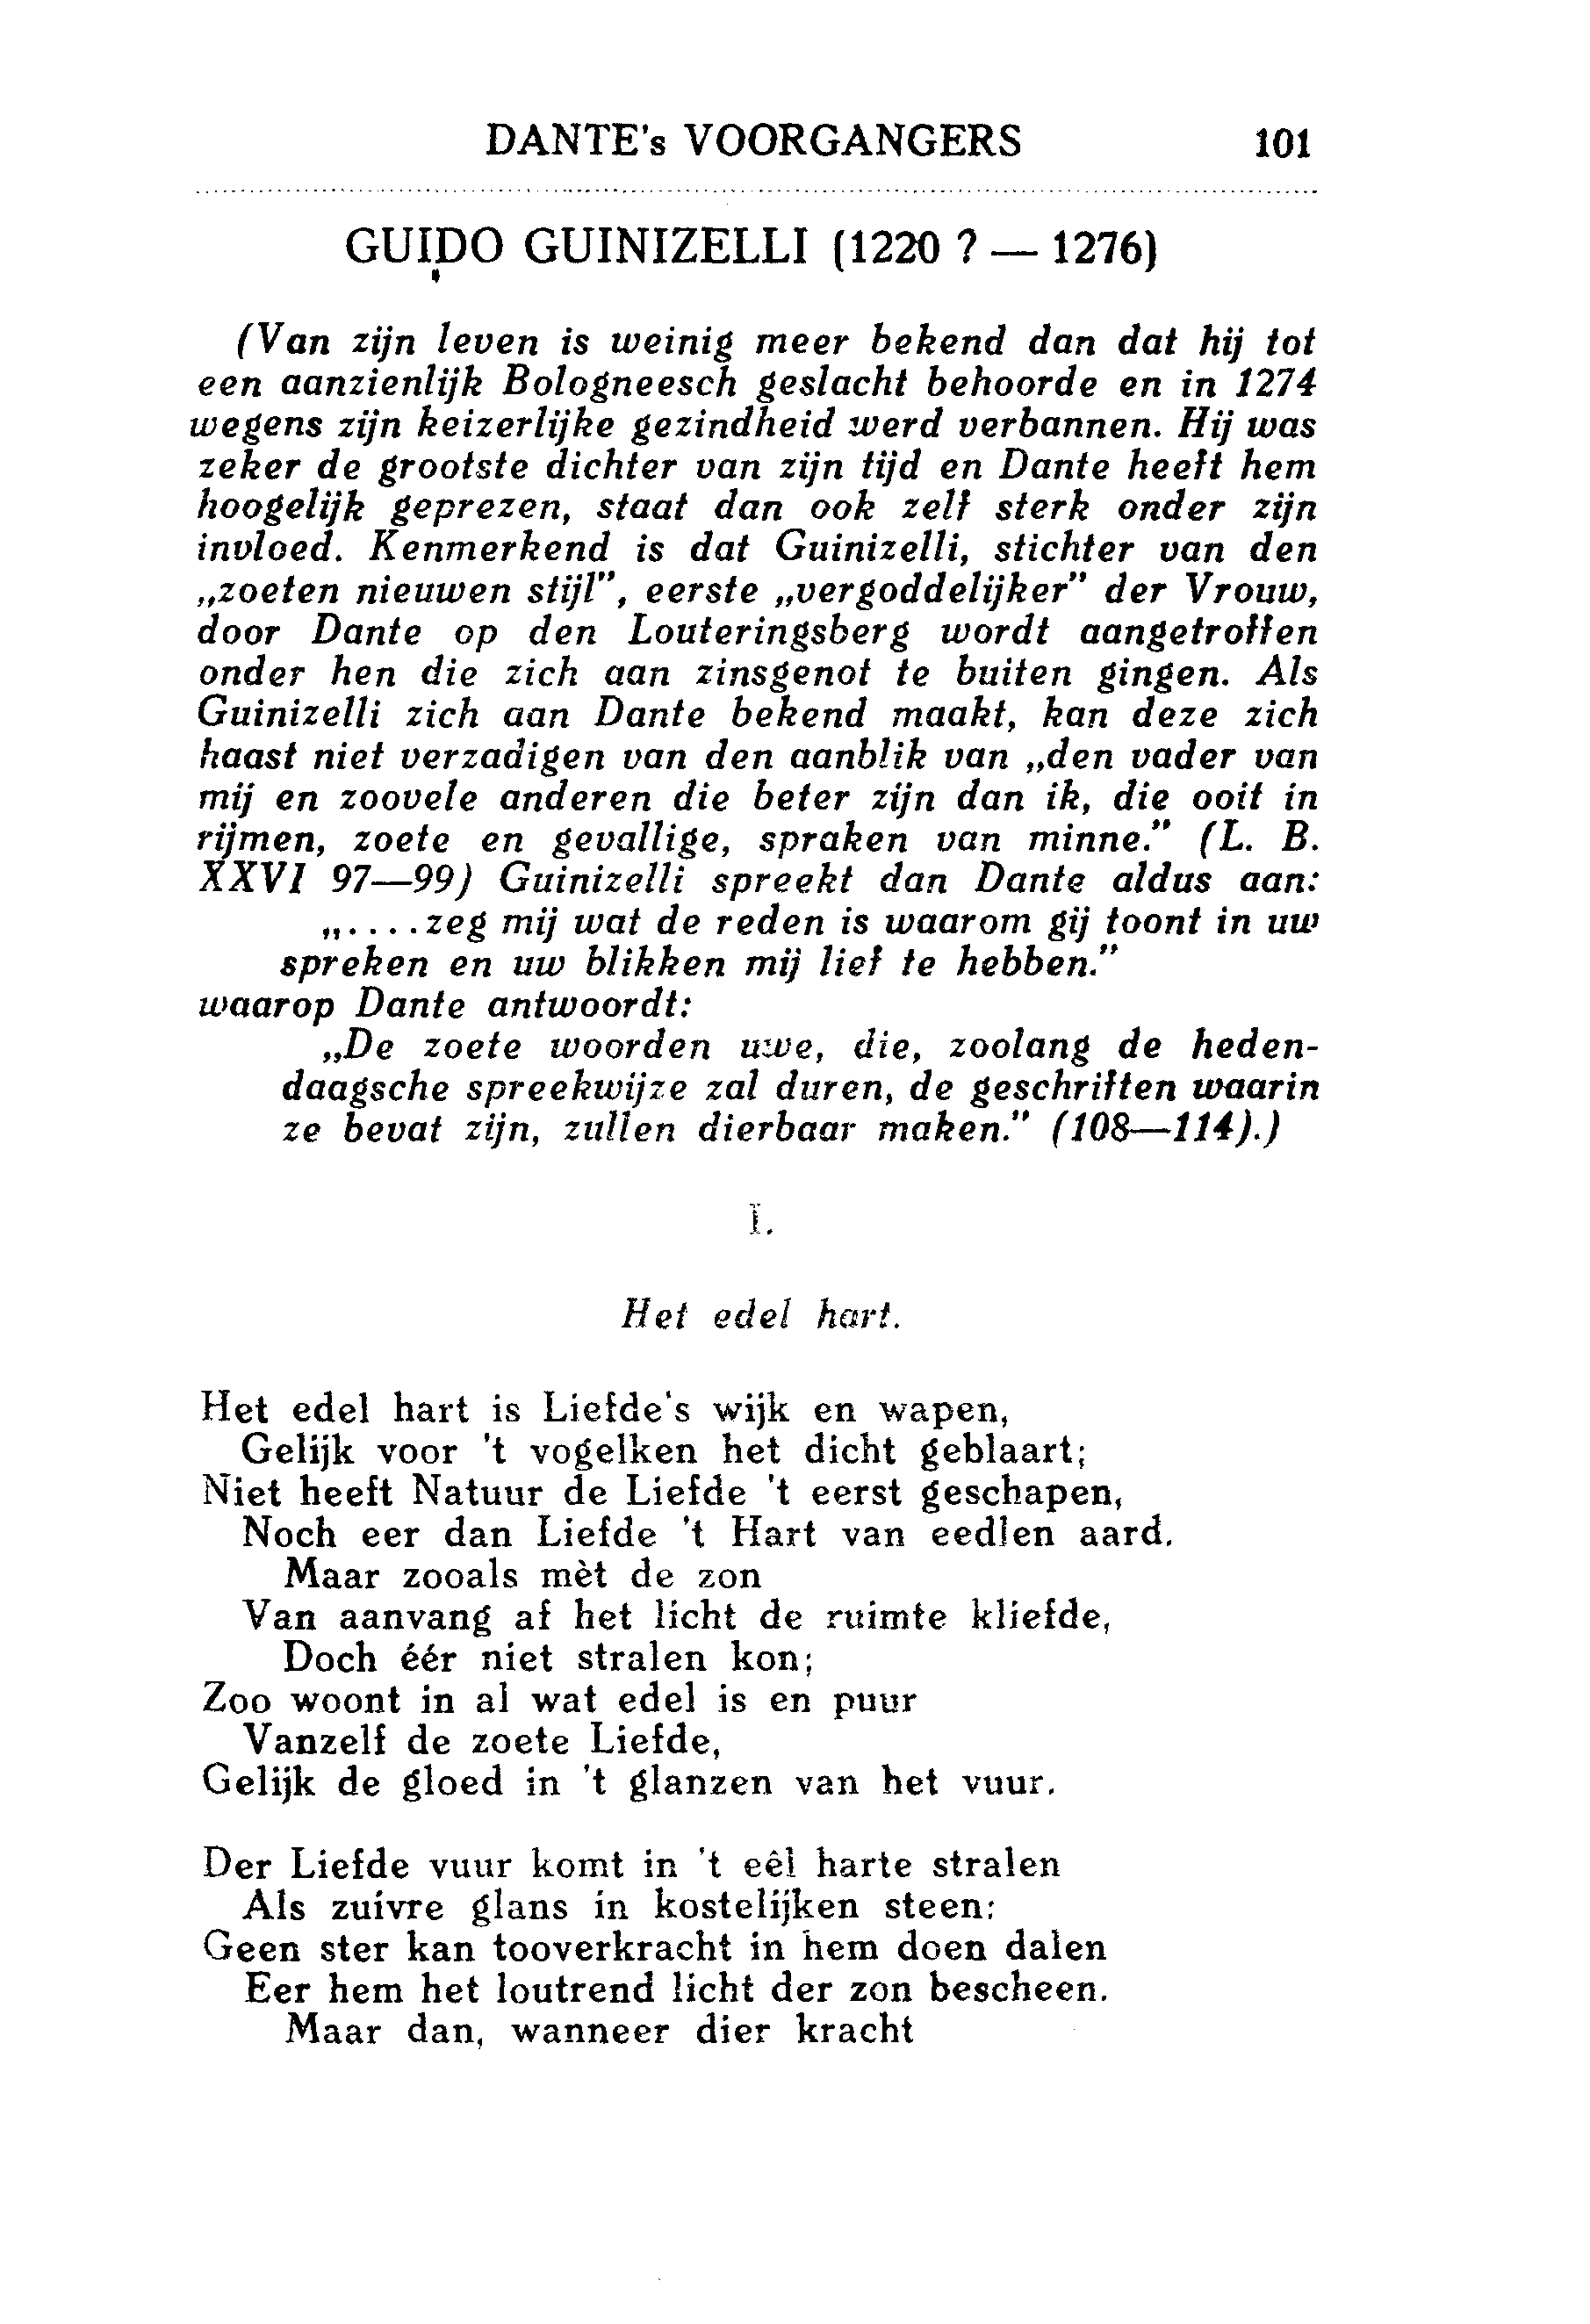 DANTE's VOORGANGERS 101
GUIDO GUINIZELLI (1220 ? — 1276)
(Van zijn leven is weinig meer bekend dan dat hij tot
een aanzienlijk Bologneesch geslacht behoorde en in 1274
wegens zijn keizerlijke gezindheid werd verbannen. Hij was
zeker de grootste dichter van zijn tijd en Dante heeft hem
hoogelijk geprezen, staat dan ook zelf sterk onder zijn
invloed. Kenmerkend is dat Guinizelli, stichter van den
„zoeten nieuwen stijl”, eerste „vergoddelijker” der Vrouw,
door Dante op den Louteringsberg wordt aangetroffen
onder hen die zich aan zinsgenot te buiten gingen. Als
Guinizelli zich aan Dante bekend maakt, kan deze zich
haast niet verzadigen van den aanblik van „den vader van
mij en zoovele anderen die beter zijn dan ik, die ooit in
rijmen, zoete en gevallige, spraken van minne.” (L. B.
XXVI 97—99) Guinizelli spreekt dan Dante aldus aan:
„....zeg mij wat de reden is waarom gij toont in uw
spreken en uw blikken mij lief te hebben.”
waarop Dante antwoordt:
„De zoete woorden uwe, die, zoolang de heden-
daagsche spreekwijze zal duren, de geschriften waarin
ze bevat zijn, zullen dierbaar maken.” (108—114).)
I.
Het edel hart.
Het edel hart is Liefde's wijk en wapen,
Gelijk voor 't vogelken het dicht geblaart;
Niet heeft Natuur de Liefde 't eerst geschapen,
Noch eer dan Liefde 't Hart van eedlen aard.
Maar zooals mèt de zon
Van aanvang af het licht de ruimte kliefde,
Doch éér niet stralen kon;
Zoo woont in al wat edel is en puur
Vanzelf de zoete Liefde,
Gelijk de gloed in 't glanzen van het vuur.
Der Liefde vuur komt in 't eêl harte stralen
Als zuivre glans in kostelijken steen:
Geen ster kan tooverkracht in hem doen dalen
Eer hem het loutrend licht der zon bescheen.
Maar dan, wanneer dier kracht